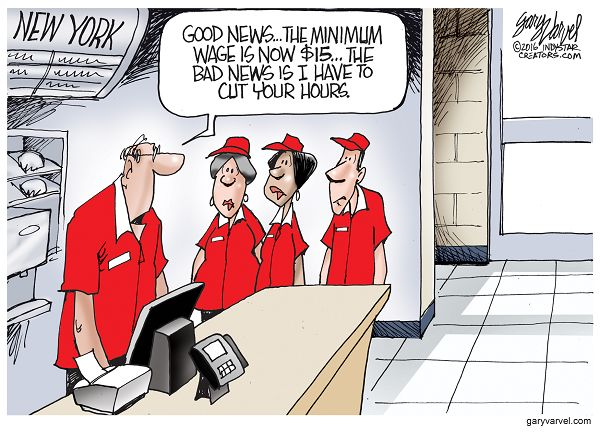 NEW YORK
GOOD NEWS...THE MINIMUM
WAGE IS NOW $15... THE
BAD NEWS IS I HAVE TO
CUT YOUR HOURS.
Gary Varvel
©2016 INDYSTAR
CREATORS.COM
garyvarvel.com